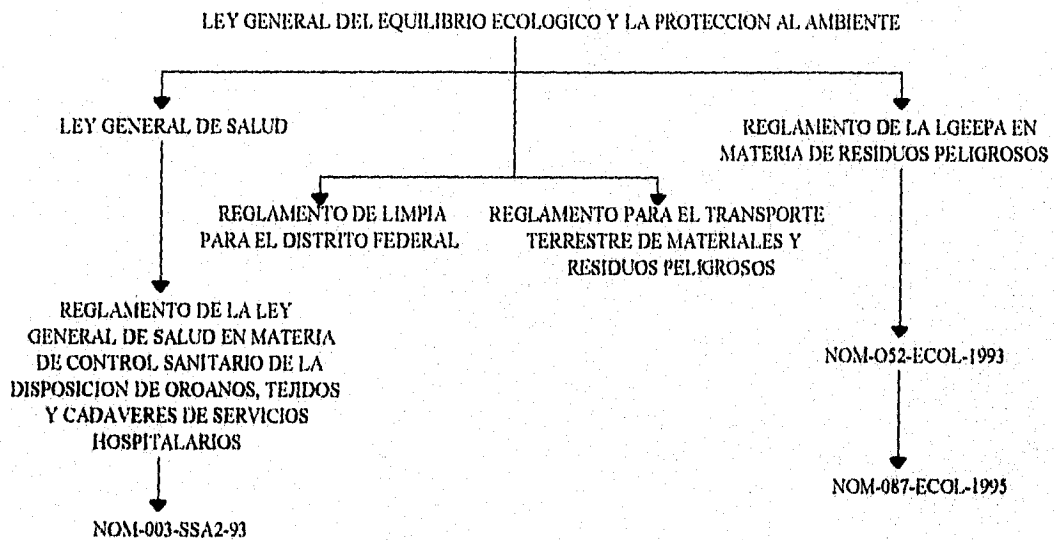 LEY GENERAL DEL EQUILIBRIO ECOLOGICO Y LA PROTECCION AL AMBIENTE
LEY GENERAL DE SALUD
REGLAMENTO DE LA LGEEPA EN
MATERIA DE RESIDUOS PELIGROSOS
REGLAMENTO DE LIMPIA
PARA EL DISTRITO FEDERAL
REGLAMENTO PARA EL TRANSPORTE
TERRESTRE DE MATERIALES Y
RESIDUOS PELIGROSOS
REGLAMENTO DE LA LEY
GENERAL DE SALUD EN MATERIA
DE CONTROL SANITARIO DE LA
DISPOSICION DE OROANOS, TEJIDOS
Y CADAVERES DE SERVICIOS
HOSPITALARIOS
NOM-003-SSA2-93
NOM-O52-ECOL-1993
NOM-087-ECOL-1995